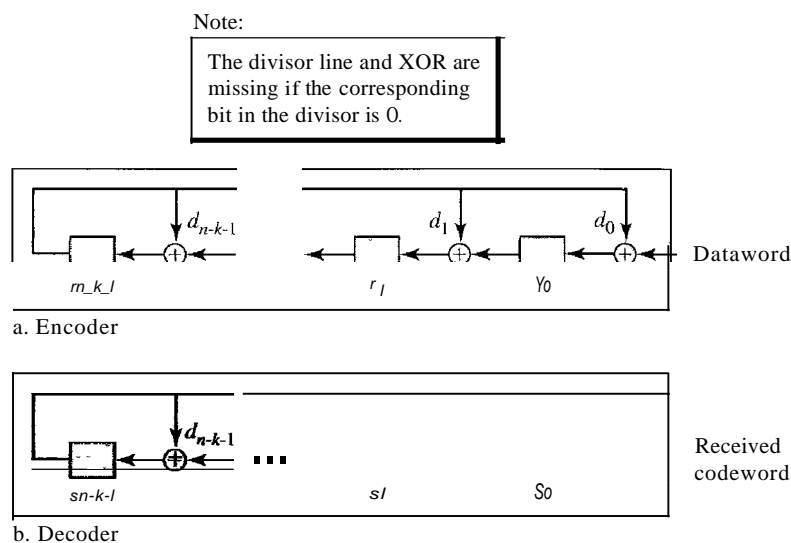 Note:
The divisor line and XOR are
missing if the corresponding
bit in the divisor is 0.
d_{n-k-1}
d_1
d_0
Dataword
rn_k_l
r_l
Yo
a. Encoder
d_{n-k-1}
Received
codeword
sn-k-l
sl
So
b. Decoder